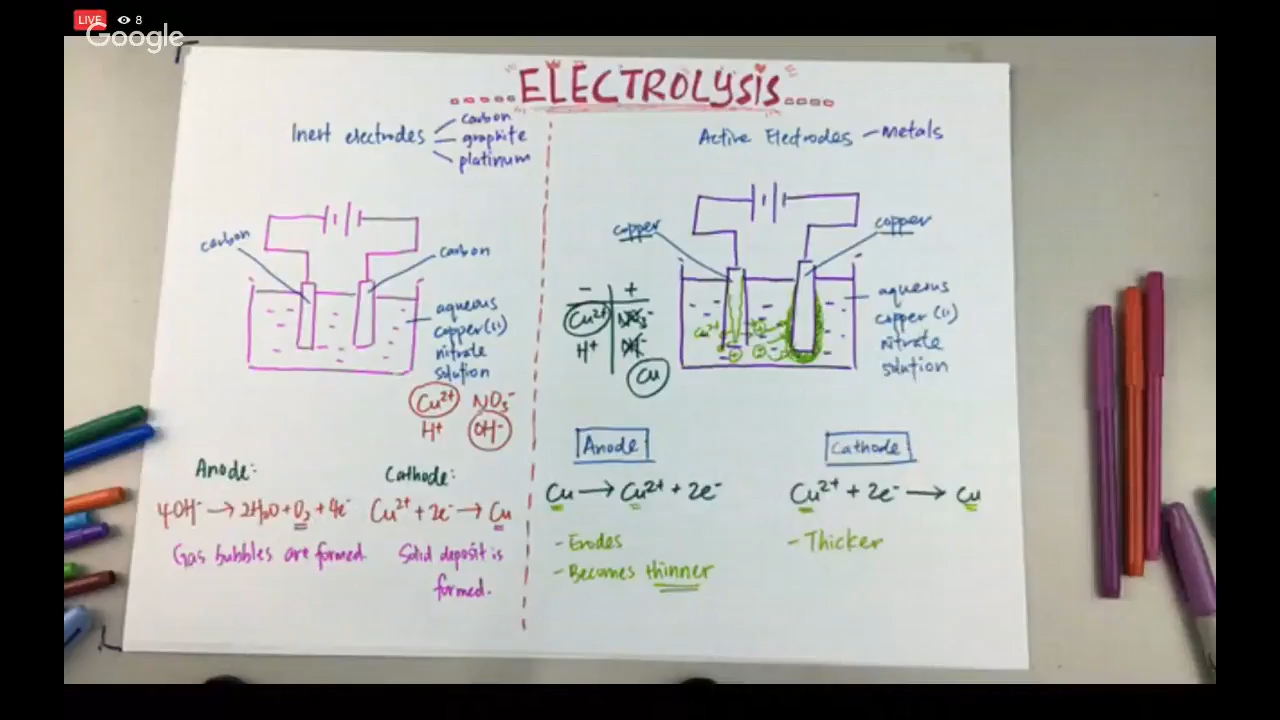 LIVE 8
Google
ELECTROLYSIS
Inert electrodes
carbon
graphite
platinum
carbon
carbon
aqueous
copper(II)
nitrate
solution
Cu²⁺ NO₃⁻
H⁺ OH⁻
Anode:
4OH⁻ → 2H₂O + O₂ + 4e⁻
Gas bubbles are formed.
Cathode:
Cu²⁺ + 2e⁻ → Cu
Solid deposit is
formed.
Active Electrodes – Metals
copper
copper
aqueous
copper (II)
nitrate
solution
- +
Cu²⁺ NO₃⁻
H⁺ OH⁻
Cu
Cu²⁺
Anode
Cu → Cu²⁺ + 2e⁻
- Erodes
- Becomes thinner
Cathode
Cu²⁺ + 2e⁻ → Cu
- Thicker